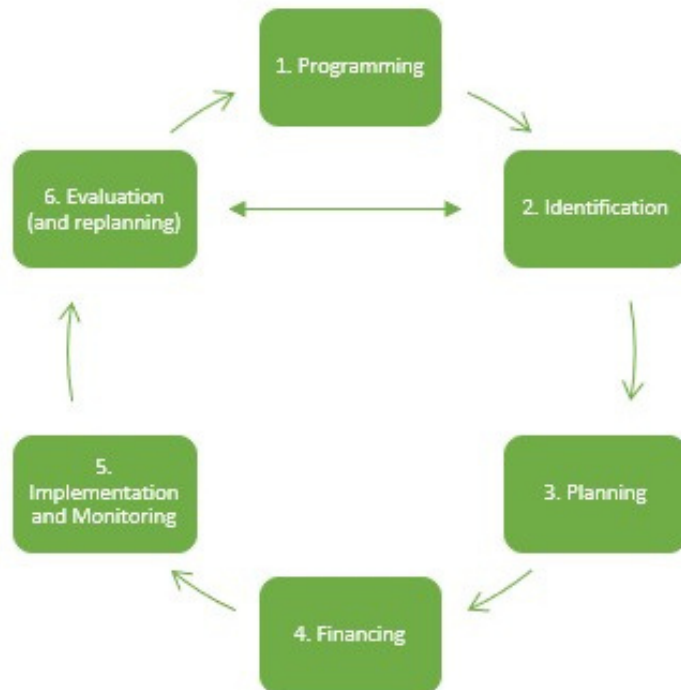 1. Programming
2. Identification
3. Planning
4. Financing
5.
Implementation
and Monitoring
6. Evaluation
(and replanning)